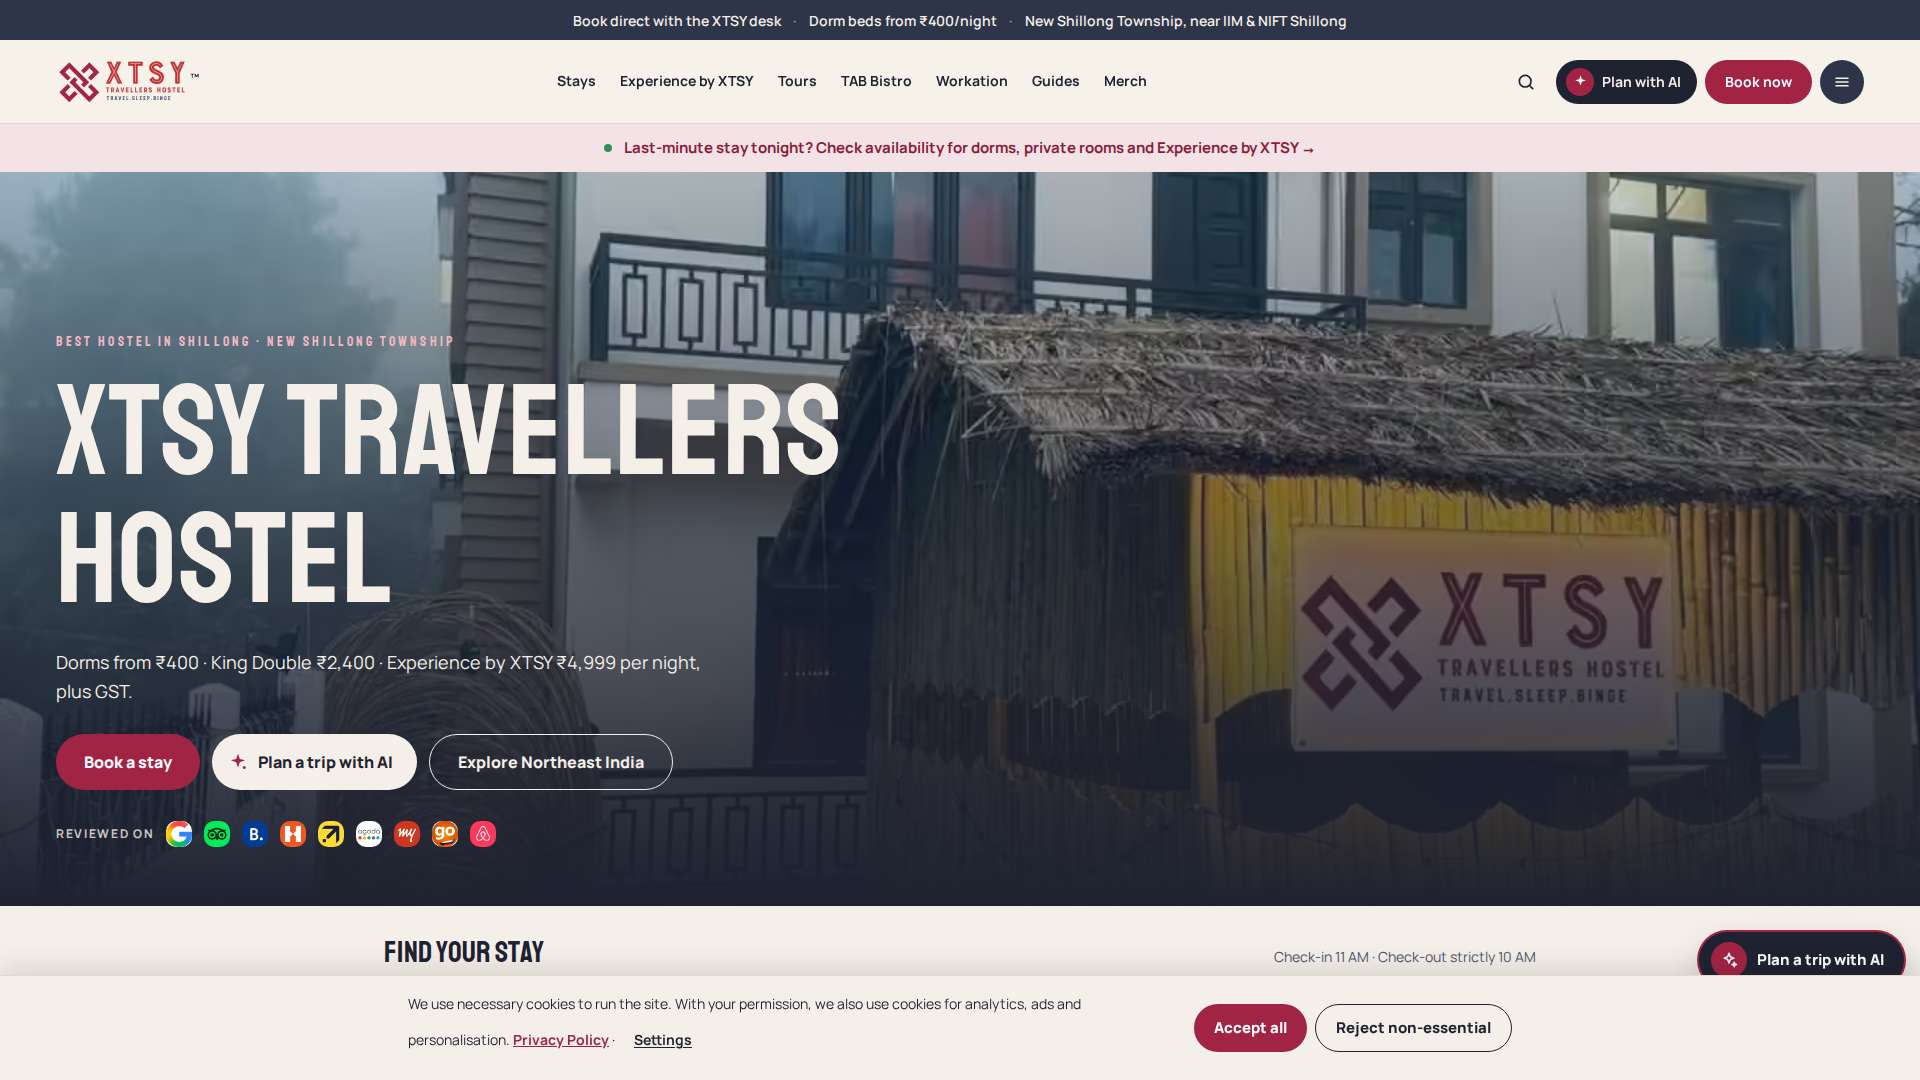 Book direct with the XTSY desk · Dorm beds from ₹400/night · New Shillong Township, near IIM & NIFT Shillong
XTSY ™
TRAVELLERS HOSTEL
TRAVEL.SLEEP.BINGE
Stays Experience by XTSY Tours TAB Bistro Workation Guides Merch
Plan with AI
Book now
Last-minute stay tonight? Check availability for dorms, private rooms and Experience by XTSY →
BEST HOSTEL IN SHILLONG · NEW SHILLONG TOWNSHIP
XTSY TRAVELLERS
HOSTEL
Dorms from ₹400 · King Double ₹2,400 · Experience by XTSY ₹4,999 per night,
plus GST.
Book a stay
Plan a trip with AI
Explore Northeast India
XTSY
TRAVELLERS HOSTEL
TRAVEL.SLEEP.BINGE
REVIEWED ON
G
B.
H
agoda
my
go
FIND YOUR STAY
Check-in 11 AM · Check-out strictly 10 AM
Plan a trip with AI
We use necessary cookies to run the site. With your permission, we also use cookies for analytics, ads and
personalisation. Privacy Policy · Settings
Accept all
Reject non-essential